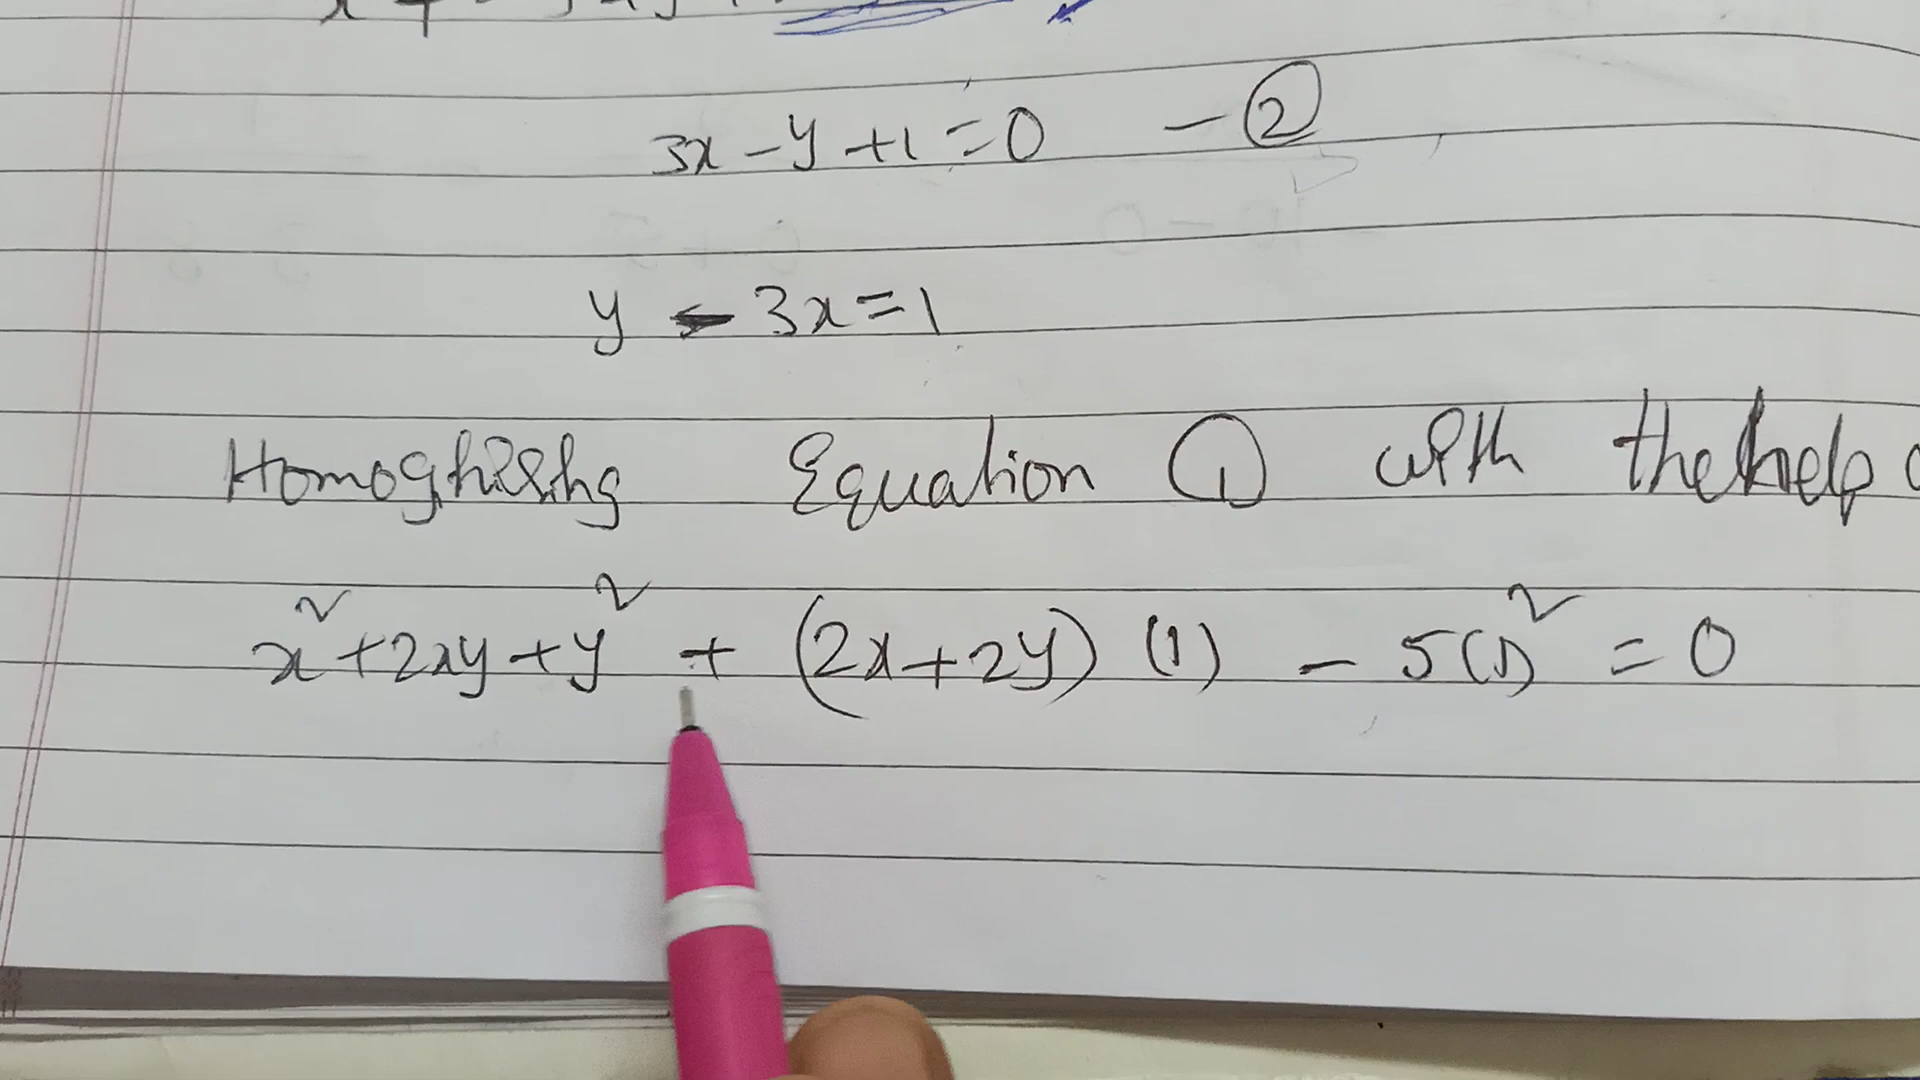 3x - y + 1 = 0 - ②
y - 3x = 1
Equation ① with the help
x² + 2xy + y² + (2x + 2y) (1) - 5(1)² = 0